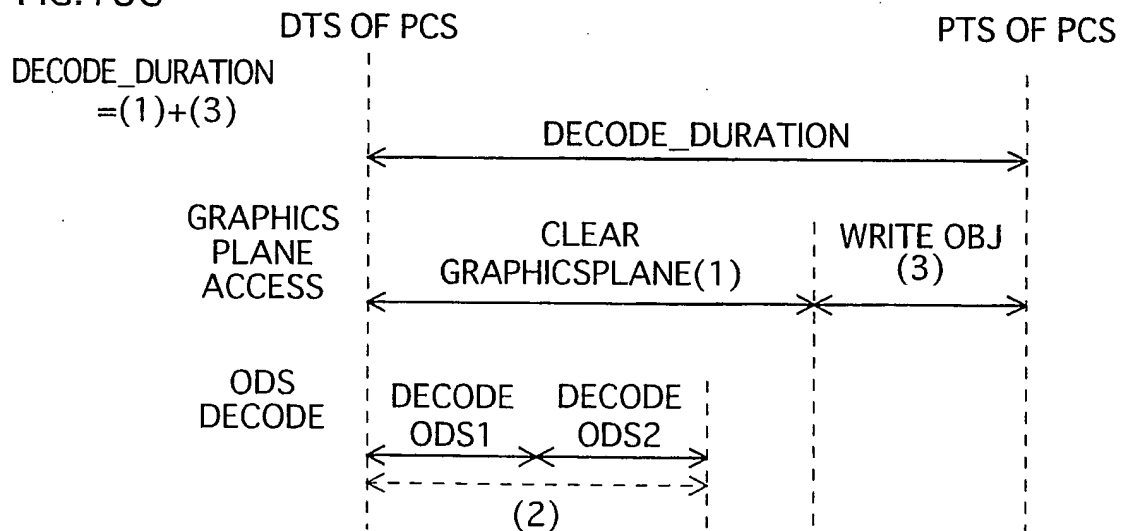 DTS OF PCS
PTS OF PCS
DECODE_DURATION
=(1)+(3)
DECODE_DURATION
GRAPHICS
PLANE
ACCESS
CLEAR
GRAPHICSPLANE(1)
WRITE OBJ
(3)
ODS
DECODE
DECODE
ODS1
DECODE
ODS2
(2)